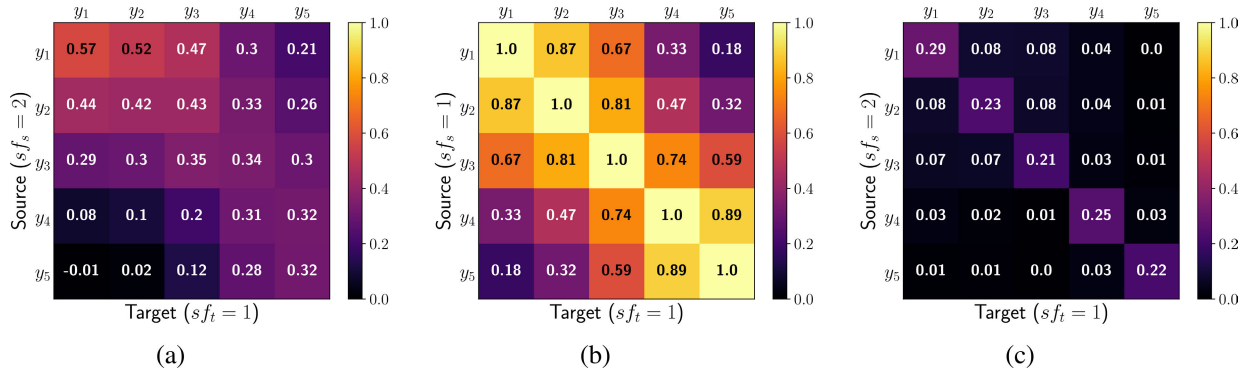 y₁ y₂ y₃ y₄ y₅
y₁ 0.57 0.52 0.47 0.3 0.21
y₂ 0.44 0.42 0.43 0.33 0.26
y₃ 0.29 0.3 0.35 0.34 0.3
y₄ 0.08 0.1 0.2 0.31 0.32
y₅ -0.01 0.02 0.12 0.28 0.32
Source (sfₛ = 2)
Target (sfₜ = 1)
1.0
0.8
0.6
0.4
0.2
0.0
(a)
y₁ y₂ y₃ y₄ y₅
y₁ 1.0 0.87 0.67 0.33 0.18
y₂ 0.87 1.0 0.81 0.47 0.32
y₃ 0.67 0.81 1.0 0.74 0.59
y₄ 0.33 0.47 0.74 1.0 0.89
y₅ 0.18 0.32 0.59 0.89 1.0
Source (sfₛ = 1)
Target (sfₜ = 1)
1.0
0.8
0.6
0.4
0.2
0.0
(b)
y₁ y₂ y₃ y₄ y₅
y₁ 0.29 0.08 0.08 0.04 0.0
y₂ 0.08 0.23 0.08 0.04 0.01
y₃ 0.07 0.07 0.21 0.03 0.01
y₄ 0.03 0.02 0.01 0.25 0.03
y₅ 0.01 0.01 0.0 0.03 0.22
Source (sfₛ = 2)
Target (sfₜ = 1)
1.0
0.8
0.6
0.4
0.2
0.0
(c)